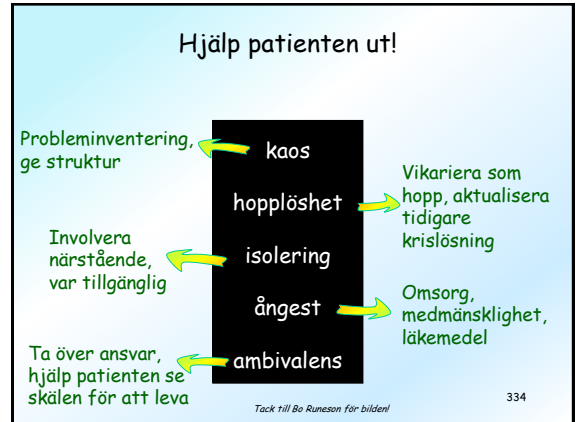 Hjälp patienten ut!
Probleminventering,
ge struktur
kaos
hopplöshet
Vikariera som
hopp, aktualisera
tidigare
krislösning
Involvera
närstående,
var tillgänglig
isolering
ångest
Omsorg,
medmänsklighet,
läkemedel
Ta över ansvar,
hjälp patienten se
skälen för att leva
ambivalens
Tack till Bo Runeson för bilden!
334